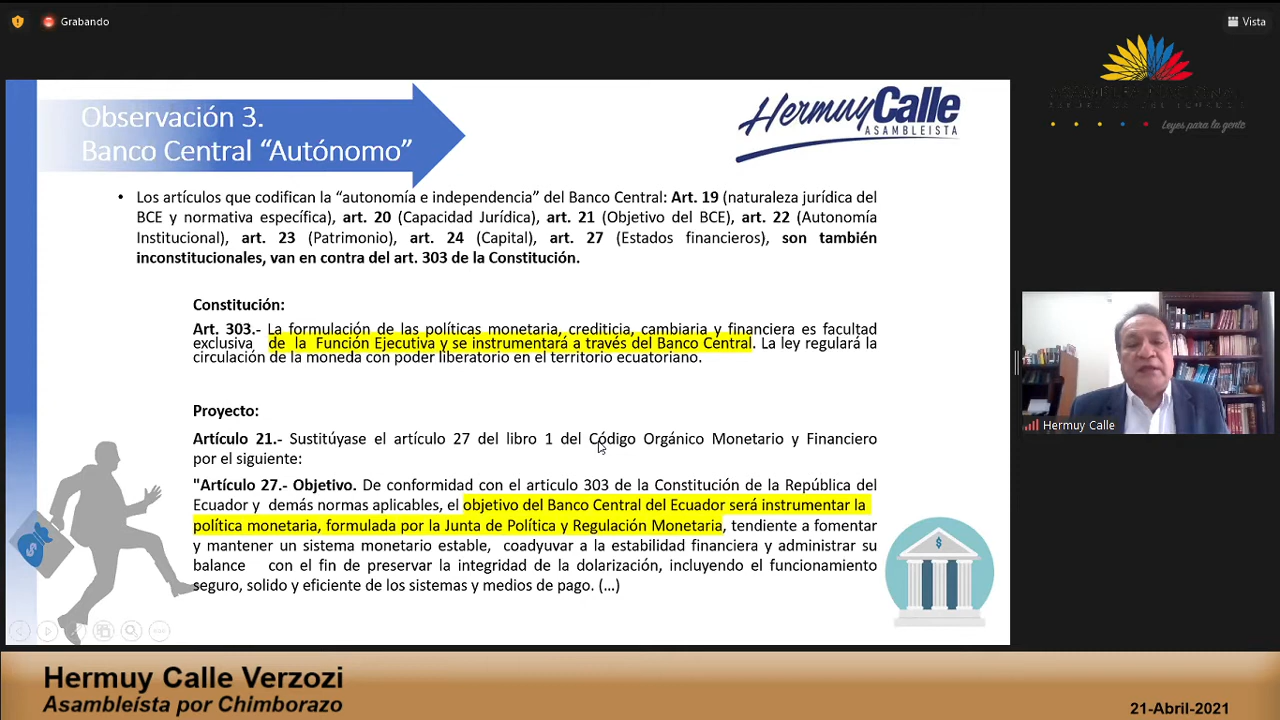 Grabando
Vista
Observación 3.
Banco Central “Autónomo”
HermuyCalle
ASAMBLEÍSTA
Leyes para la gente
• Los artículos que codifican la “autonomía e independencia” del Banco Central: Art. 19 (naturaleza jurídica del
BCE y normativa específica), art. 20 (Capacidad Jurídica), art. 21 (Objetivo del BCE), art. 22 (Autonomía
Institucional), art. 23 (Patrimonio), art. 24 (Capital), art. 27 (Estados financieros), son también
inconstitucionales, van en contra del art. 303 de la Constitución.
Constitución:
Art. 303.- La formulación de las políticas monetaria, crediticia, cambiaria y financiera es facultad
exclusiva de la Función Ejecutiva y se instrumentará a través del Banco Central. La ley regulará la
circulación de la moneda con poder liberatorio en el territorio ecuatoriano.
Proyecto:
Artículo 21.- Sustitúyase el artículo 27 del libro 1 del Código Orgánico Monetario y Financiero
por el siguiente:
"Artículo 27.- Objetivo. De conformidad con el articulo 303 de la Constitución de la República del
Ecuador y demás normas aplicables, el objetivo del Banco Central del Ecuador será instrumentar la
política monetaria, formulada por la Junta de Política y Regulación Monetaria, tendiente a fomentar
y mantener un sistema monetario estable, coadyuvar a la estabilidad financiera y administrar su
balance con el fin de preservar la integridad de la dolarización, incluyendo el funcionamiento
seguro, solido y eficiente de los sistemas y medios de pago. (...)
$
$
Hermuy Calle
Hermuy Calle Verzozi
Asambleísta por Chimborazo
21-Abril-2021